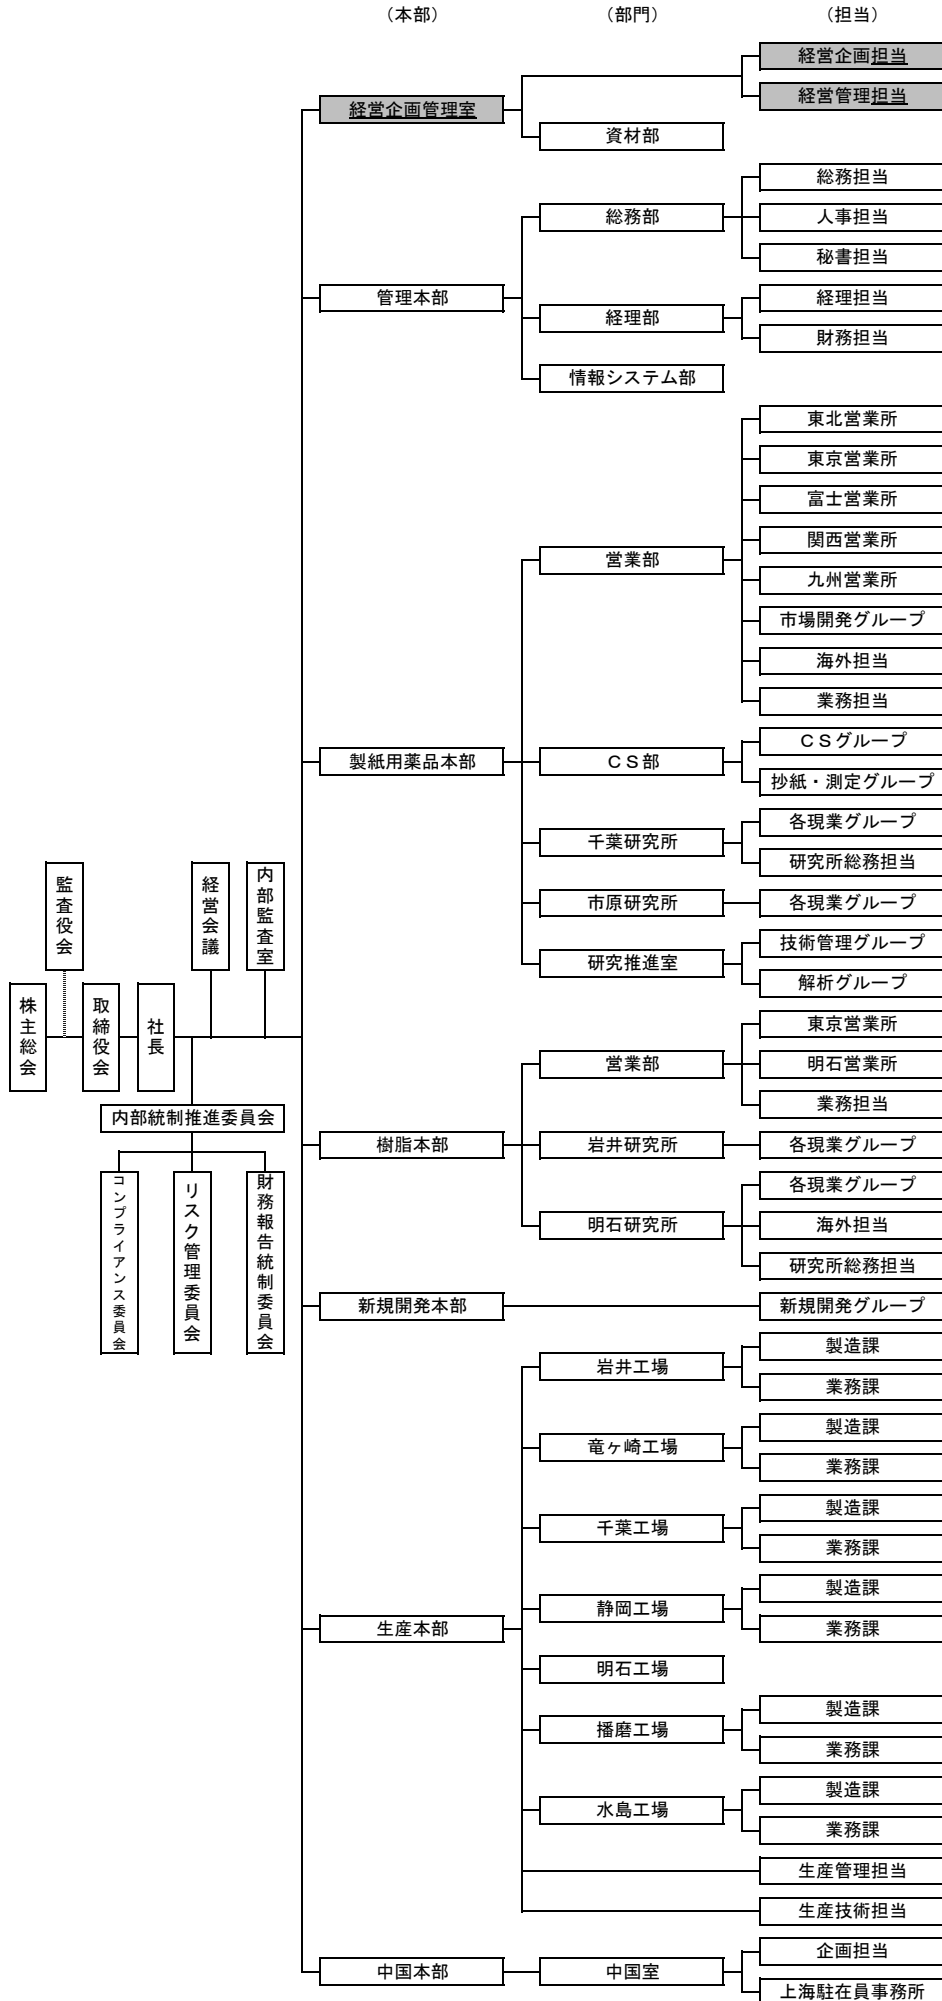 （本部）
（部門）
（担当）
経営企画担当
経営管理担当
経営企画管理室
資材部
総務担当
総務部
人事担当
秘書担当
管理本部
経理担当
経理部
財務担当
情報システム部
東北営業所
東京営業所
富士営業所
関西営業所
営業部
九州営業所
市場開発グループ
海外担当
業務担当
ＣＳグループ
製紙用薬品本部
ＣＳ部
抄紙・測定グループ
各現業グループ
千葉研究所
研究所総務担当
市原研究所
各現業グループ
技術管理グループ
研究推進室
解析グループ
監査役会
経営会議
内部監査室
株主総会
取締役会
社長
内部統制推進委員会
コンプライアンス委員会
リスク管理委員会
財務報告統制委員会
東京営業所
営業部
明石営業所
業務担当
樹脂本部
岩井研究所
各現業グループ
各現業グループ
明石研究所
海外担当
研究所総務担当
新規開発本部
新規開発グループ
製造課
岩井工場
業務課
製造課
竜ヶ崎工場
業務課
製造課
千葉工場
業務課
製造課
静岡工場
生産本部
業務課
明石工場
製造課
播磨工場
業務課
製造課
水島工場
業務課
生産管理担当
生産技術担当
企画担当
中国本部
中国室
上海駐在員事務所